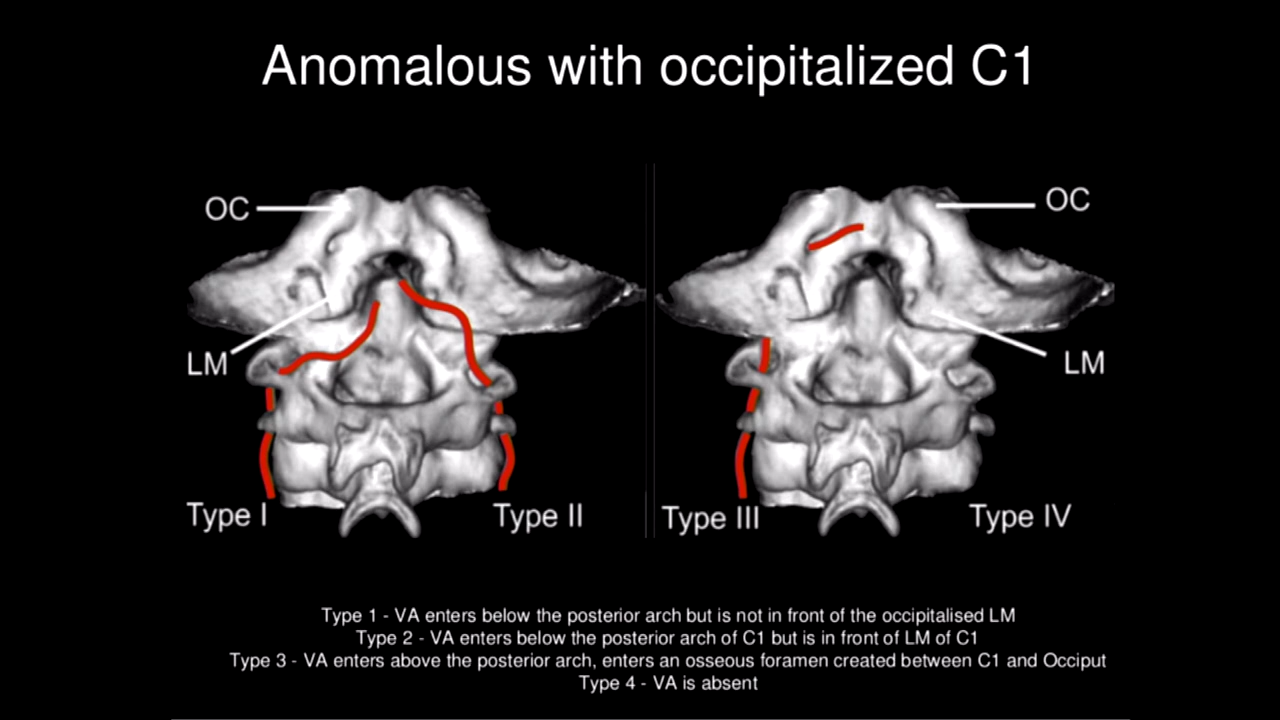 Anomalous with occipitalized C1
OC
OC
LM
LM
Type I
Type II
Type III
Type IV
Type 1 - VA enters below the posterior arch but is not in front of the occipitalised LM
Type 2 - VA enters below the posterior arch of C1 but is in front of LM of C1
Type 3 - VA enters above the posterior arch, enters an osseous foramen created between C1 and Occiput
Type 4 - VA is absent